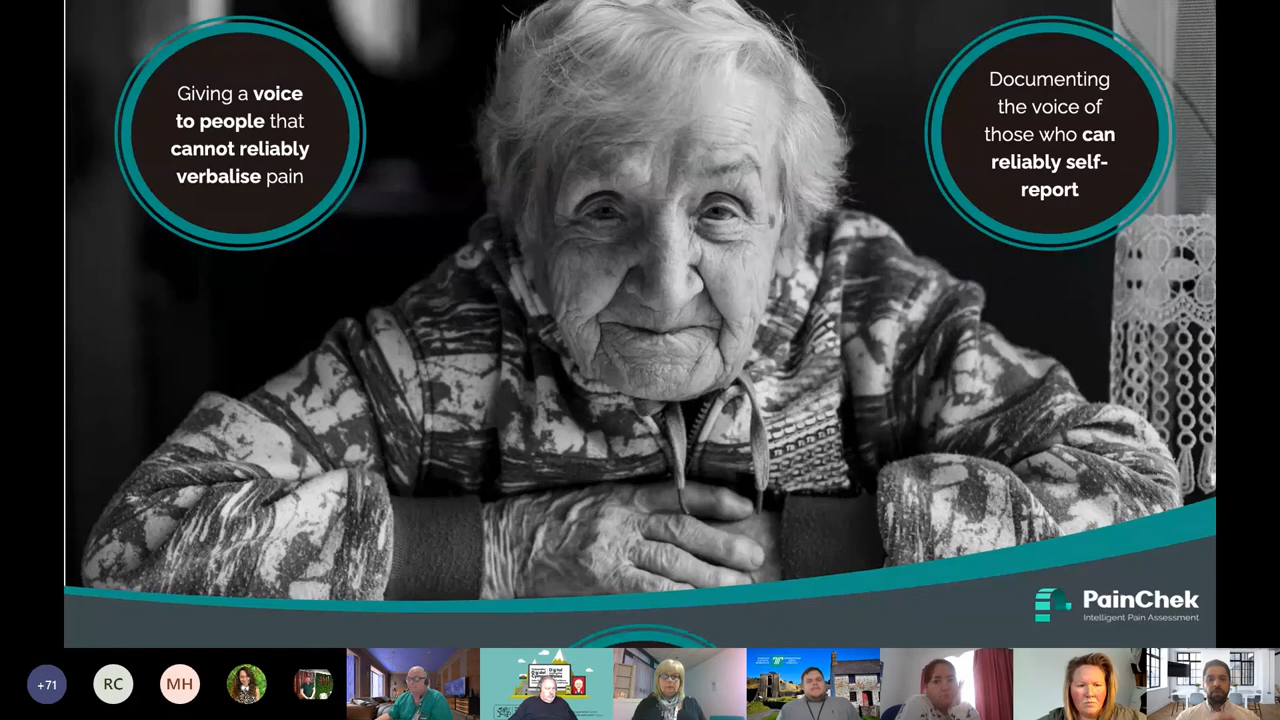 Giving a voice
to people that
cannot reliably
verbalise pain
Documenting
the voice of
those who can
reliably self-
report
PainChek
Intelligent Pain Assessment
+71
RC
MH